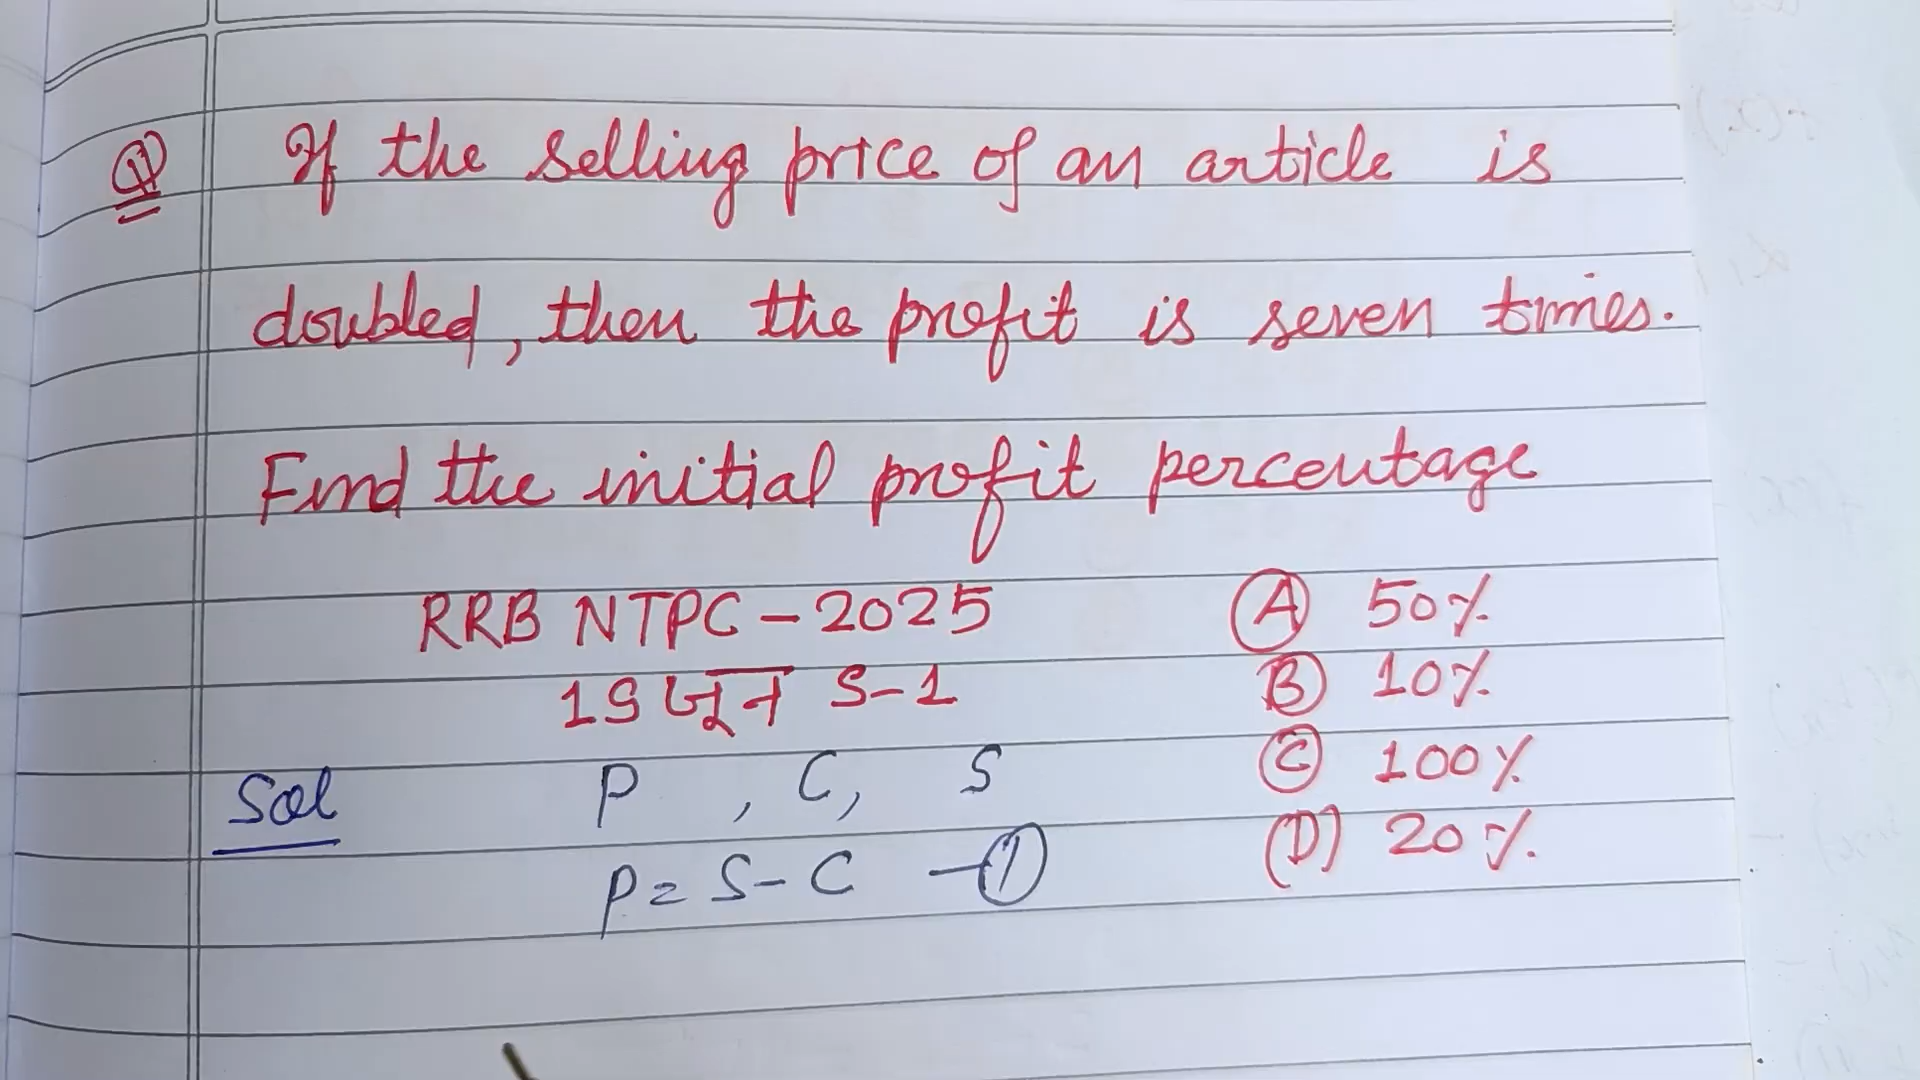 Q If the selling price of an article is
doubled, then the profit is seven times.
Find the initial profit percentage
RRB NTPC-2025
19 जून S-1
(A) 50%
(B) 10%
(C) 100%
(D) 20%.
Sol P , C, S
P = S - C - (1)